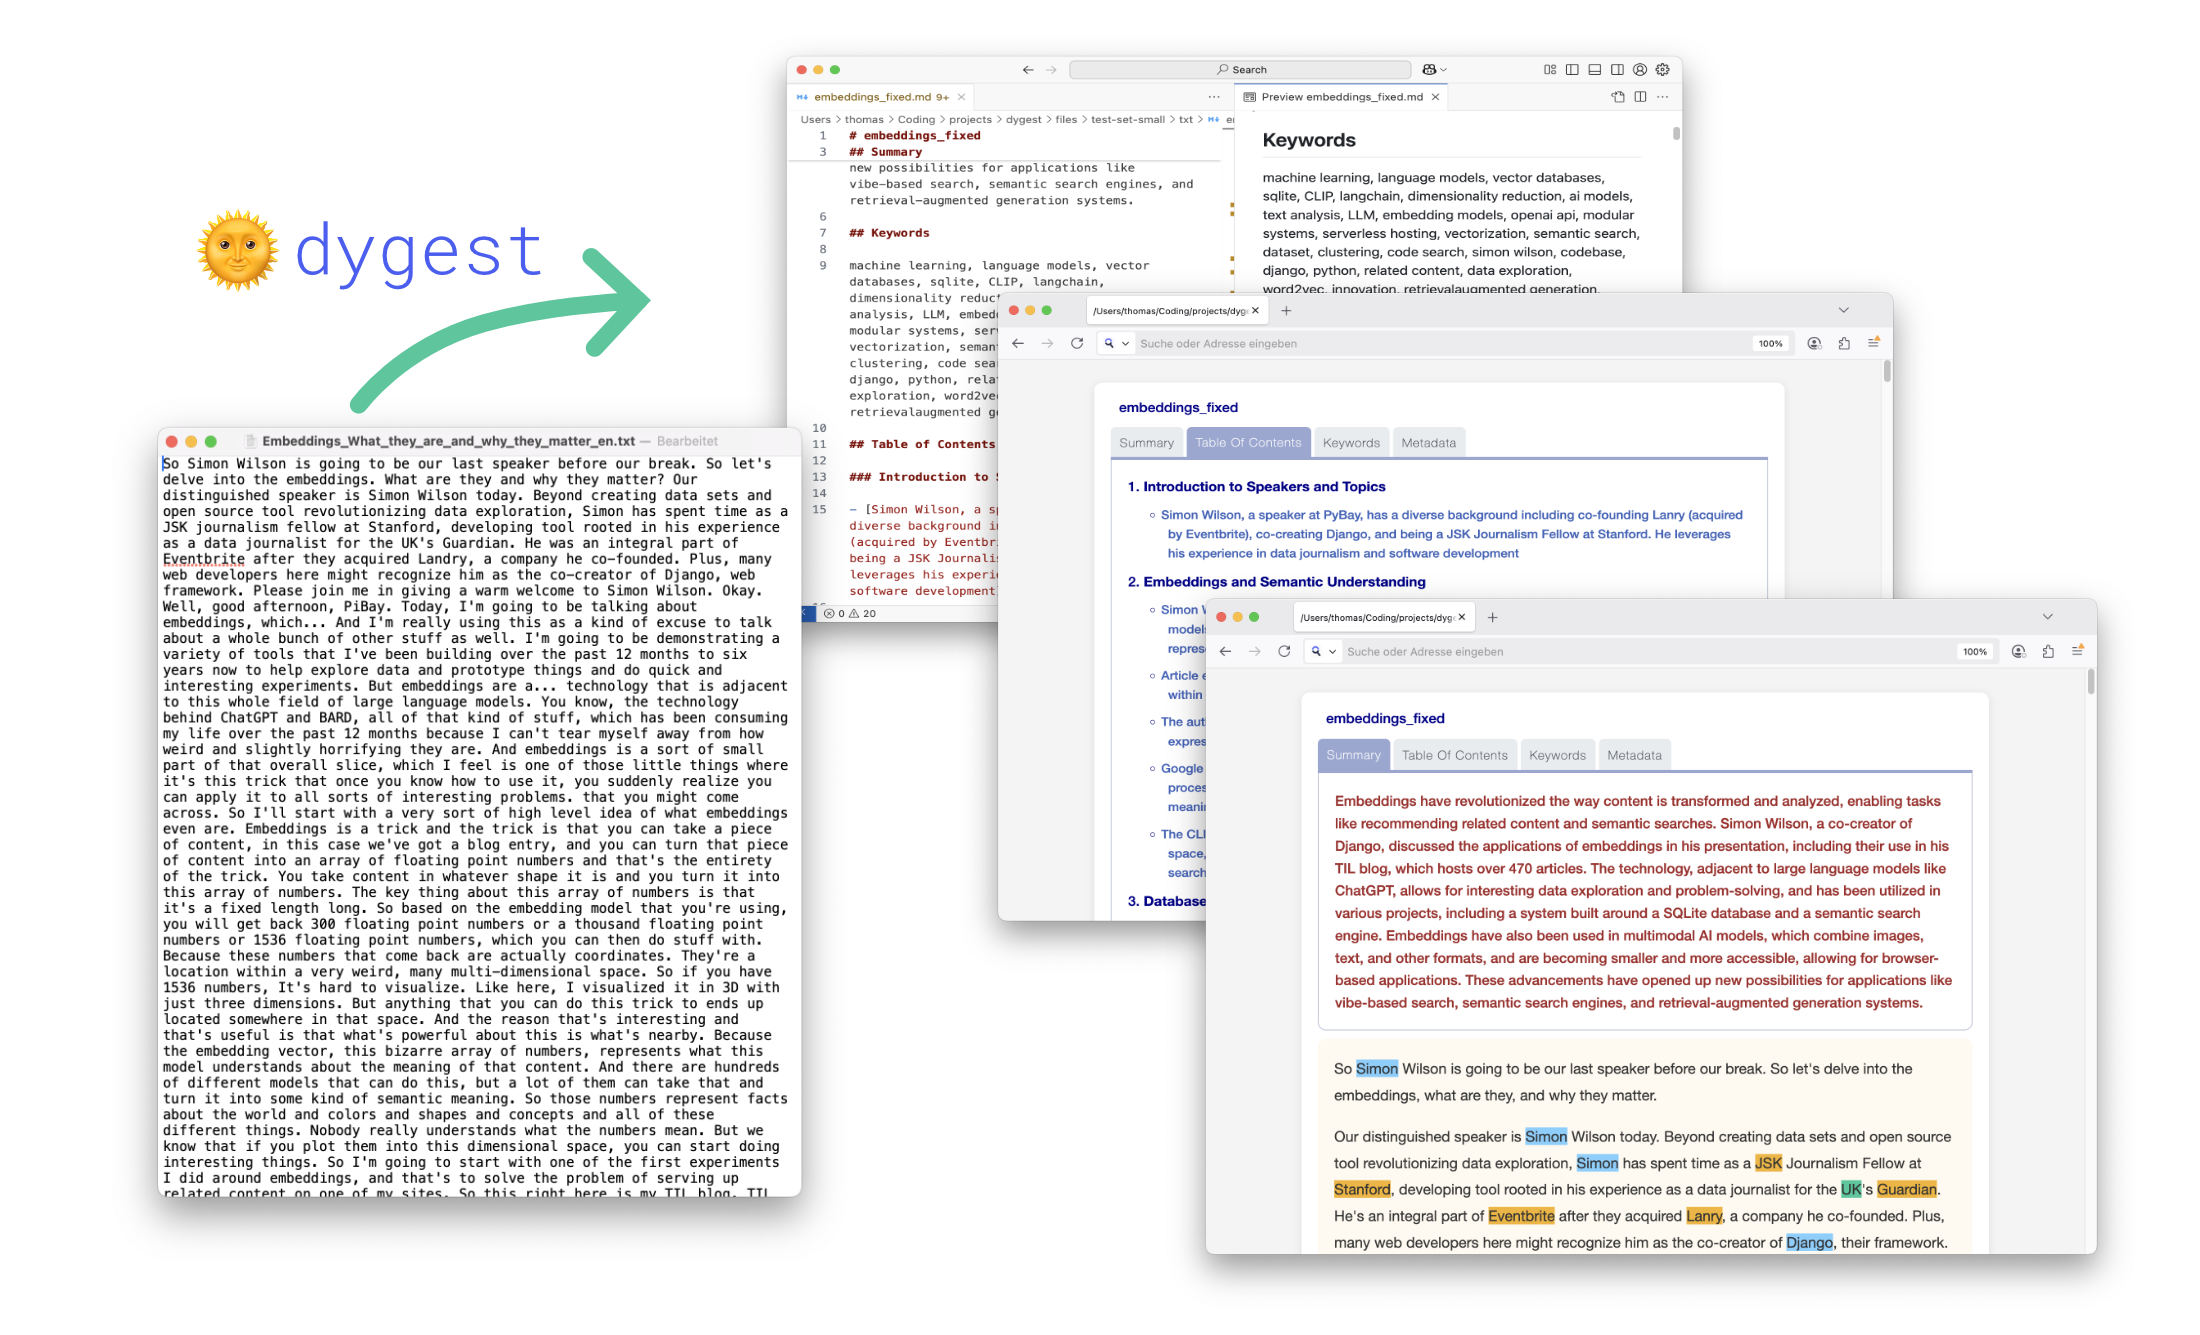 dygest
Embeddings_What_they_are_and_why_they_matter_en.txt — Bearbeitet
So Simon Wilson is going to be our last speaker before our break. So let's
delve into the embeddings. What are they and why they matter? Our
distinguished speaker is Simon Wilson today. Beyond creating data sets and
open source tool revolutionizing data exploration, Simon has spent time as a
JSK journalism fellow at Stanford, developing tool rooted in his experience
as a data journalist for the UK's Guardian. He was an integral part of
Eventbrite after they acquired Landry, a company he co-founded. Plus, many
web developers here might recognize him as the co-creator of Django, web
framework. Please join me in giving a warm welcome to Simon Wilson. Okay.
Well, good afternoon, PiBay. Today, I'm going to be talking about
embeddings, which... And I'm really using this as a kind of excuse to talk
about a whole bunch of other stuff as well. I'm going to be demonstrating a
variety of tools that I've been building over the past 12 months to six
years now to help explore data and prototype things and do quick and
interesting experiments. But embeddings are a... technology that is adjacent
to this whole field of large language models. You know, the technology
behind ChatGPT and BARD, all of that kind of stuff, which has been consuming
my life over the past 12 months because I can't tear myself away from how
weird and slightly horrifying they are. And embeddings is a sort of small
part of that overall slice, which I feel is one of those little things where
it's this trick that once you know how to use it, you suddenly realize you
can apply it to all sorts of interesting problems. that you might come
across. So I'll start with a very sort of high level idea of what embeddings
even are. Embeddings is a trick and the trick is that you can take a piece
of content, in this case we've got a blog entry, and you can turn that piece
of content into an array of floating point numbers and that's the entirety
of the trick. You take content in whatever shape it is and you turn it into
this array of numbers. The key thing about this array of numbers is that
it's a fixed length long. So based on the embedding model that you're using,
you will get back 300 floating point numbers or a thousand floating point
numbers or 1536 floating point numbers, which you can then do stuff with.
Because these numbers that come back are actually coordinates. They're a
location within a very weird, many multi-dimensional space. So if you have
1536 numbers, It's hard to visualize. Like here, I visualized it in 3D with
just three dimensions. But anything that you can do this trick to ends up
located somewhere in that space. And the reason that's interesting and
that's useful is that what's powerful about this is what's nearby. Because
the embedding vector, this bizarre array of numbers, represents what this
model understands about the meaning of that content. And there are hundreds
of different models that can do this, but a lot of them can take that and
turn it into some kind of semantic meaning. So those numbers represent facts
about the world and colors and shapes and concepts and all of these
different things. Nobody really understands what the numbers mean. But we
know that if you plot them into this dimensional space, you can start doing
interesting things. So I'm going to start with one of the first experiments
I did around embeddings, and that's to solve the problem of serving up
related content on one of my sites. So this right here is my TIL blog. TIL
Search
embeddings_fixed.md 9+
Users > thomas > Coding > projects > dygest > files > test-set-small > txt >
1 # embeddings_fixed
3 ## Summary
new possibilities for applications like
vibe-based search, semantic search engines, and
retrieval-augmented generation systems.
6
7 ## Keywords
8
9 machine learning, language models, vector
databases, sqlite, CLIP, langchain,
dimensionality reduc
analysis, LLM, embed
modular systems, ser
vectorization, seman
clustering, code sea
django, python, rela
exploration, word2ve
retrievalaugmented g
10
11 ## Table of Contents
12
13 ### Introduction to
14
15 – [Simon Wilson, a sp
diverse background i
(acquired by Eventbr
being a JSK Journali
leverages his experi
software development
0 20
Preview embeddings_fixed.md
Keywords
machine learning, language models, vector databases,
sqlite, CLIP, langchain, dimensionality reduction, ai models,
text analysis, LLM, embedding models, openai api, modular
systems, serverless hosting, vectorization, semantic search,
dataset, clustering, code search, simon wilson, codebase,
django, python, related content, data exploration,
word2vec, innovation, retrievalaugmented generation,
/Users/thomas/Coding/projects/dyg
Suche oder Adresse eingeben 100%
embeddings_fixed
Summary Table Of Contents Keywords Metadata
1. Introduction to Speakers and Topics
Simon Wilson, a speaker at PyBay, has a diverse background including co-founding Lanry (acquired
by Eventbrite), co-creating Django, and being a JSK Journalism Fellow at Stanford. He leverages
his experience in data journalism and software development
2. Embeddings and Semantic Understanding
Simon
model
repres
Article e
within
The aut
expres
Google
proces
meani
The CL
space,
search
3. Database
/Users/thomas/Coding/projects/dyg
Suche oder Adresse eingeben 100%
embeddings_fixed
Summary Table Of Contents Keywords Metadata
Embeddings have revolutionized the way content is transformed and analyzed, enabling tasks
like recommending related content and semantic searches. Simon Wilson, a co-creator of
Django, discussed the applications of embeddings in his presentation, including their use in his
TIL blog, which hosts over 470 articles. The technology, adjacent to large language models like
ChatGPT, allows for interesting data exploration and problem-solving, and has been utilized in
various projects, including a system built around a SQLite database and a semantic search
engine. Embeddings have also been used in multimodal AI models, which combine images,
text, and other formats, and are becoming smaller and more accessible, allowing for browser-
based applications. These advancements have opened up new possibilities for applications like
vibe-based search, semantic search engines, and retrieval-augmented generation systems.
So Simon Wilson is going to be our last speaker before our break. So let's delve into the
embeddings, what are they, and why they matter.
Our distinguished speaker is Simon Wilson today. Beyond creating data sets and open source
tool revolutionizing data exploration, Simon has spent time as a JSK Journalism Fellow at
Stanford, developing tool rooted in his experience as a data journalist for the UK's Guardian.
He's an integral part of Eventbrite after they acquired Lanry, a company he co-founded. Plus,
many web developers here might recognize him as the co-creator of Django, their framework.